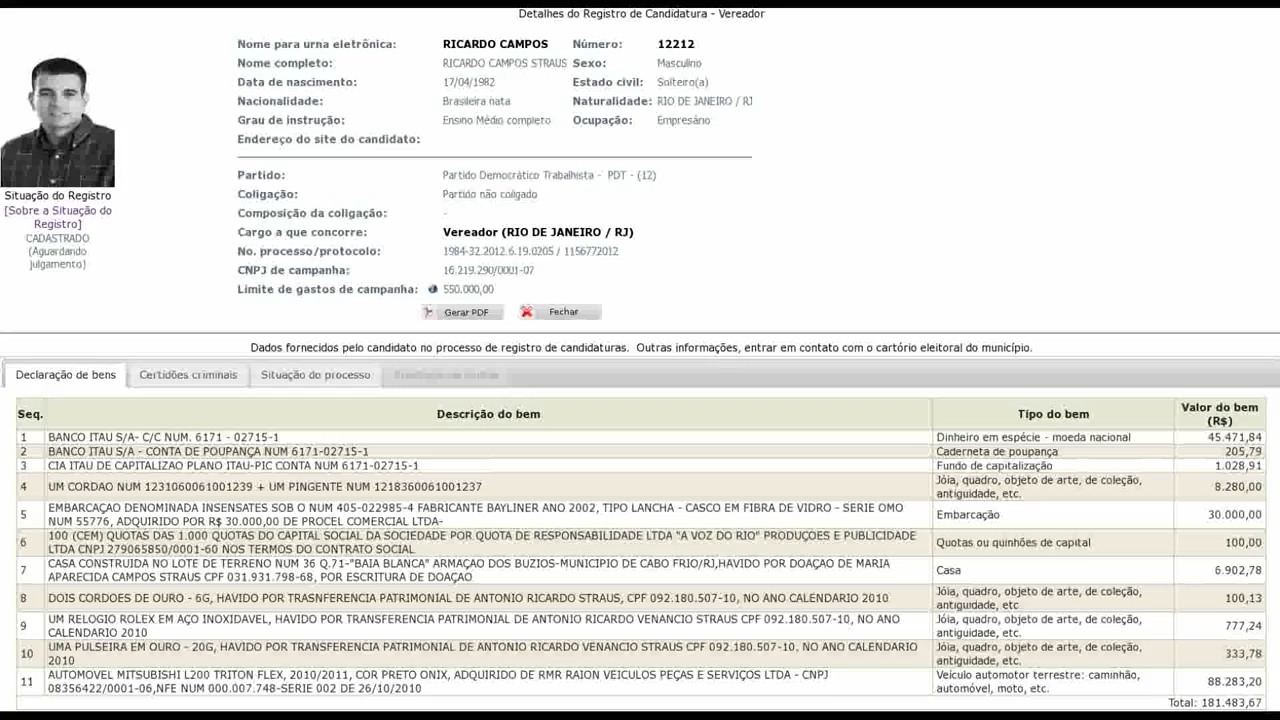 Detalhes do Registro de Candidatura - Vereador
Nome para urna eletrônica: RICARDO CAMPOS Número: 12212
Nome completo: RICARDO CAMPOS STRAUS Sexo: Masculino
Data de nascimento: 17/04/1982 Estado civil: Solteiro(a)
Nacionalidade: Brasileira nata Naturalidade: RIO DE JANEIRO / RJ
Grau de instrução: Ensino Médio completo Ocupação: Empresário
Endereço do site do candidato:
Partido: Partido Democrático Trabalhista - PDT - (12)
Coligação: Partido não coligado
Composição da coligação: -
Cargo a que concorre: Vereador (RIO DE JANEIRO / RJ)
No. processo/protocolo: 1984-32.2012.6.19.0205 / 1156772012
CNPJ de campanha: 16.219.290/0001-07
Limite de gastos de campanha: 550.000,00
Situação do Registro
[Sobre a Situação do
Registro]
CADASTRADO
(Aguardando
julgamento)
Gerar PDF Fechar
Dados fornecidos pelo candidato no processo de registro de candidaturas. Outras informações, entrar em contato com o cartório eleitoral do município.
Declaração de bens Certidões criminais Situação do processo
Seq. Descrição do bem Tipo do bem Valor do bem
(R$)
1 BANCO ITAU S/A- C/C NUM. 6171 - 02715-1 Dinheiro em espécie - moeda nacional 45.471,84
2 BANCO ITAU S/A - CONTA DE POUPANÇA NUM 6171-02715-1 Caderneta de poupança 205,79
3 CIA ITAU DE CAPITALIZAO PLANO ITAU-PIC CONTA NUM 6171-02715-1 Fundo de capitalização 1.028,91
4 UM CORDAO NUM 1231060061001239 + UM PINGENTE NUM 1218360061001237 Jóia, quadro, objeto de arte, de coleção,
antiguidade, etc. 8.280,00
5 EMBARCAÇAO DENOMINADA INSENSATES SOB O NUM 405-022985-4 FABRICANTE BAYLINER ANO 2002, TIPO LANCHA - CASCO EM FIBRA DE VIDRO - SERIE OMO
NUM 55776, ADQUIRIDO POR R$ 30.000,00 DE PROCEL COMERCIAL LTDA- Embarcação 30.000,00
6 100 (CEM) QUOTAS DAS 1.000 QUOTAS DO CAPITAL SOCIAL DA SOCIEDADE POR QUOTA DE RESPONSABILIDADE LTDA "A VOZ DO RIO" PRODUÇOES E PUBLICIDADE
LTDA CNPJ 279065850/0001-60 NOS TERMOS DO CONTRATO SOCIAL Quotas ou quinhões de capital 100,00
7 CASA CONSTRUIDA NO LOTE DE TERRENO NUM 36 Q.71-"BAIA BLANCA" ARMAÇAO DOS BUZIOS-MUNICIPIO DE CABO FRIO/RJ,HAVIDO POR DOAÇAO DE MARIA
APARECIDA CAMPOS STRAUS CPF 031.931.798-68, POR ESCRITURA DE DOAÇAO Casa 6.902,78
8 DOIS CORDOES DE OURO - 6G, HAVIDO POR TRASNFERENCIA PATRIMONIAL DE ANTONIO RICARDO STRAUS, CPF 092.180.507-10, NO ANO CALENDARIO 2010 Jóia, quadro, objeto de arte, de coleção,
antiguidade, etc 100,13
9 UM RELOGIO ROLEX EM AÇO INOXIDAVEL, HAVIDO POR TRANSFERENCIA PATRIMONIAL DE ANTONIO RICARDO VENANCIO STRAUS CPF 092.180.507-10, NO ANO
CALENDARIO 2010 Jóia, quadro, objeto de arte, de coleção,
antiguidade, etc. 777,24
10 UMA PULSEIRA EM OURO - 20G, HAVIDO POR TRANSFERENCIA PATRIMONIAL DE ANTONIO RICARDO VENANCIO STRAUS CPF 092.180.507-10, NO ANO CALENDARIO
2010 Jóia, quadro, objeto de arte, de coleção,
antiguidade, etc. 333,78
11 AUTOMOVEL MITSUBISHI L200 TRITON FLEX, 2010/2011, COR PRETO ONIX, ADQUIRIDO DE RMR RAION VEICULOS PEÇAS E SERVIÇOS LTDA - CNPJ
08356422/0001-06,NFE NUM 000.007.748-SERIE 002 DE 26/10/2010 Veículo automotor terrestre: caminhão,
automóvel, moto, etc. 88.283,20
Total: 181.483,67